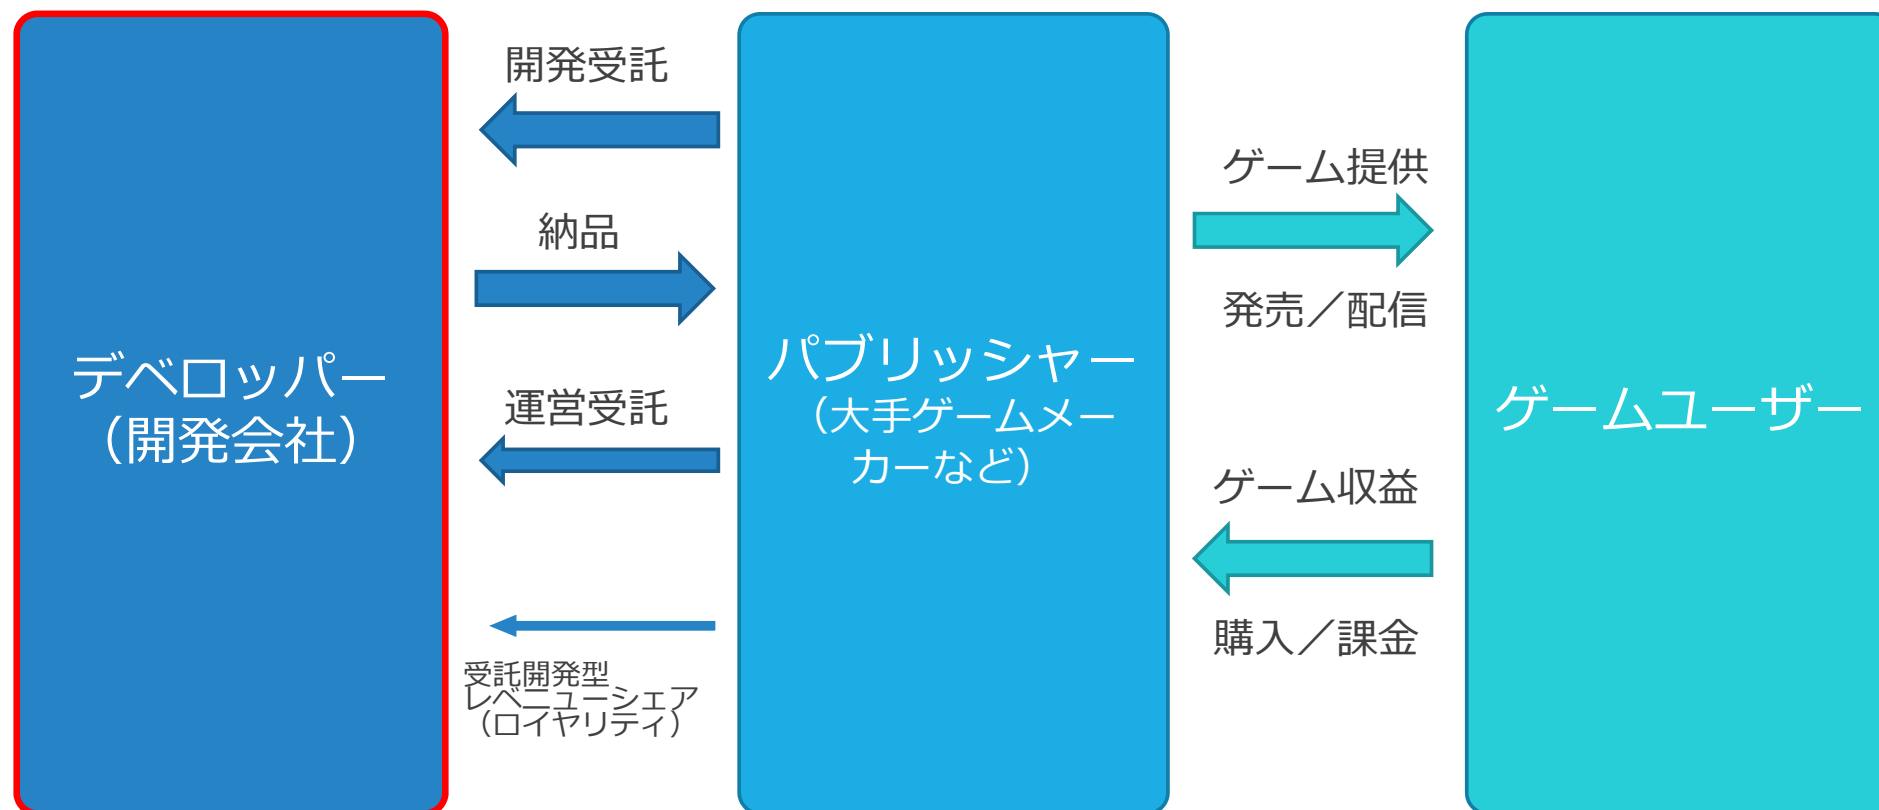 デベロッパー
（開発会社）
開発受託
納品
運営受託
受託開発型
レベニューシェア
（ロイヤリティ）
パブリッシャー
（大手ゲームメー
カーなど）
ゲーム提供
発売／配信
ゲーム収益
購入／課金
ゲームユーザー